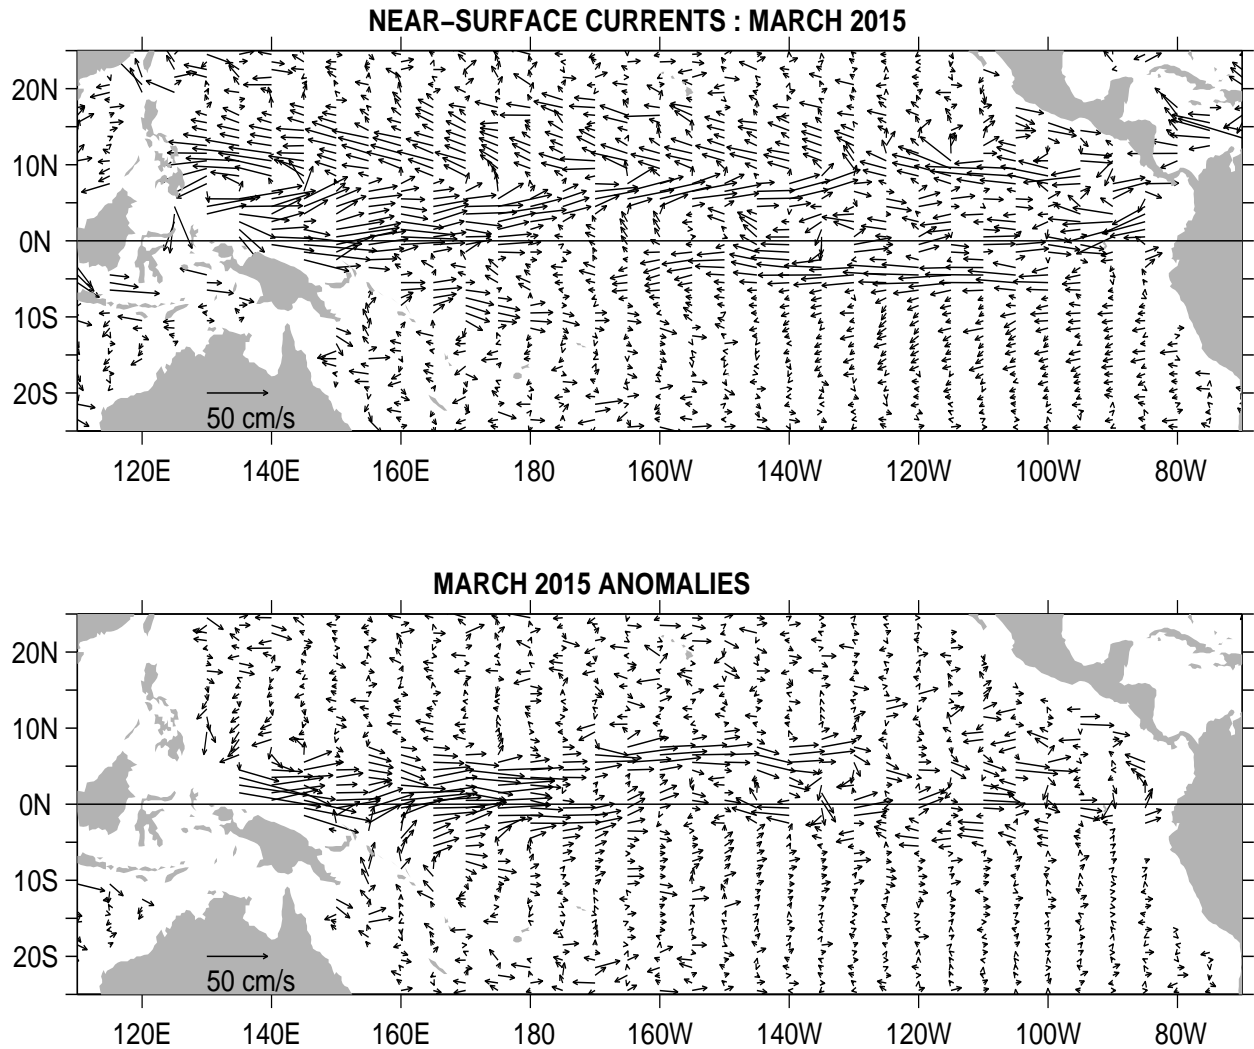 NEAR–SURFACE CURRENTS : MARCH 2015
20N
10N
0N
10S
20S
50 cm/s
120E 140E 160E 180 160W 140W 120W 100W 80W
MARCH 2015 ANOMALIES
20N
10N
0N
10S
20S
50 cm/s
120E 140E 160E 180 160W 140W 120W 100W 80W